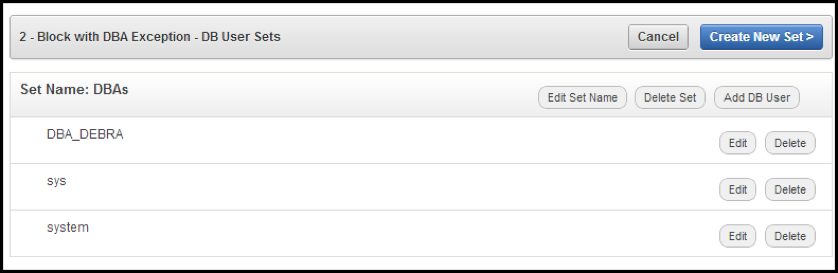 2 - Block with DBA Exception - DB User Sets Cancel Create New Set >
Set Name: DBAs Edit Set Name Delete Set Add DB User
DBA_DEBRA Edit Delete
sys Edit Delete
system Edit Delete